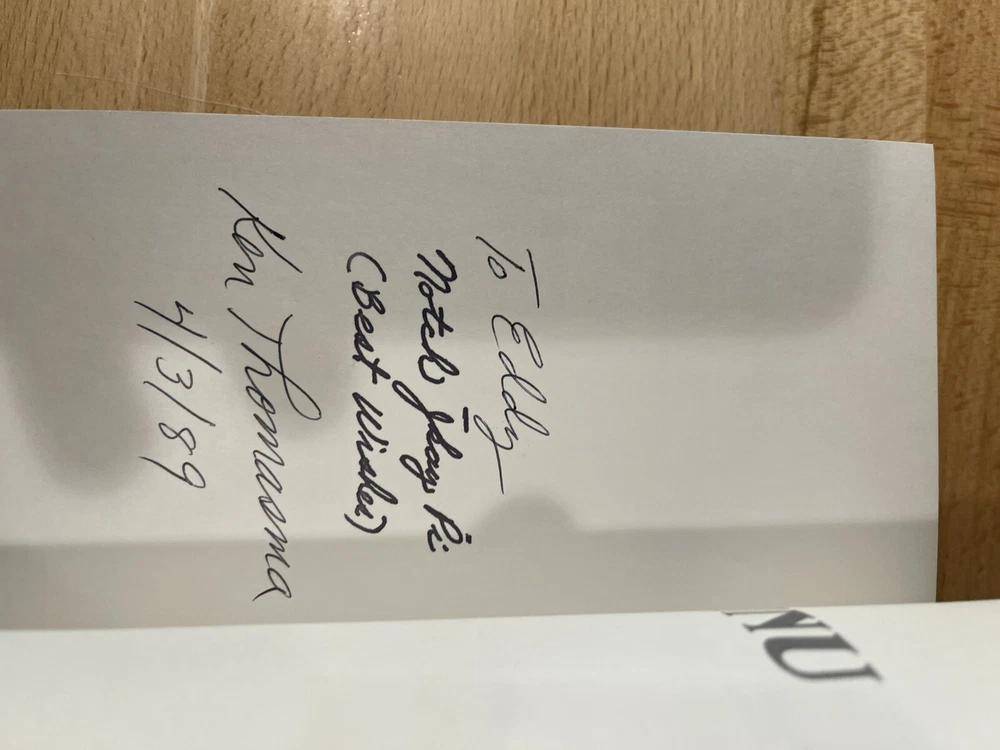 To Eddy
(Best Wishes)
Ken Thomasma
4/3/89
NU